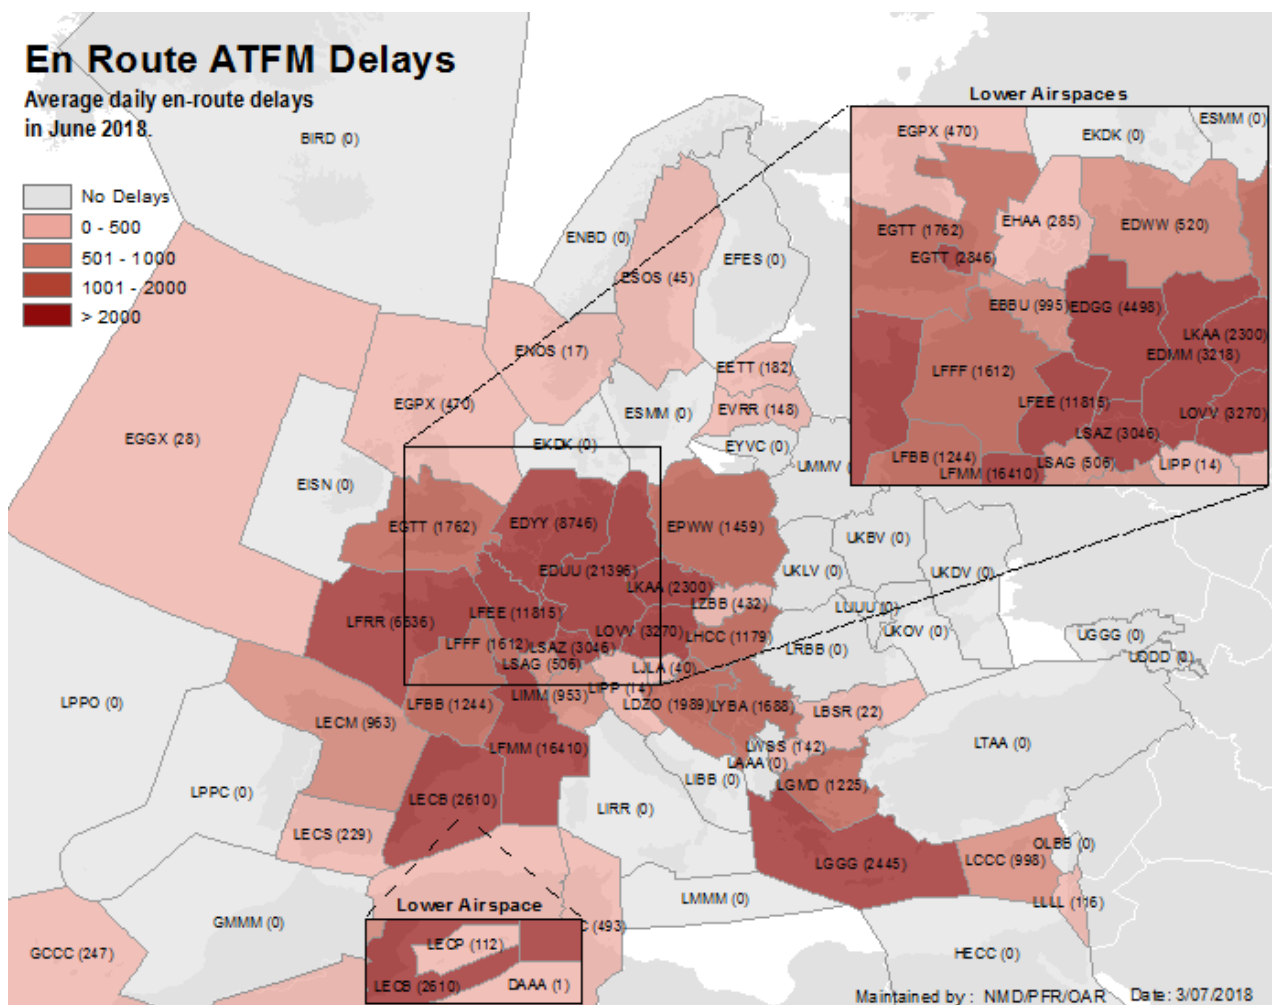 En Route ATFM Delays
Average daily en-route delays
in June 2018.
No Delays
0 - 500
501 - 1000
1001 - 2000
> 2000
BIRD (0)
ENBD (0)
ESOS (45)
EFES (0)
ENOS (17)
EETT (182)
EVRR (148)
EGPX (470)
ESMM (0)
EGGX (28)
EKDK (0)
EYVC (0)
UMMV
EISN (0)
EGTT (1762)
EDYY (8746)
EPWW (1459)
UKBV (0)
UKLV (0)
UKDV (0)
EDUU (21396)
LKAA (2300)
LZBB (432)
LUUU (0)
LFRR (6636)
LFEE (11815)
LOVV (3270)
LHCC (1179)
UKOV (0)
UGGG (0)
LFFF (1612)
LSAZ (3046)
LRBB (0)
UDDD (0)
LSAG (506)
LJLA (40)
LPPO (0)
LIPP (14)
LIMM (953)
LDZO (1989)
LYBA (1688)
LFBB (1244)
LBSR (22)
LECM (963)
LWSS (142)
LTAA (0)
LFMM (16410)
LAAA (0)
LIBB (0)
LGMD (1225)
LPPC (0)
LECB (2610)
LIRR (0)
LECS (229)
OLBB (0)
LGGG (2445)
LCCC (998)
LMMM (0)
LLLL (116)
GMMM (0)
C (493)
GCCC (247)
HECC (0)
Lower Airspace
LECP (112)
LECB (2610)
DAAA (1)
Lower Airspaces
ESMM (0)
EGPX (470)
EKDK (0)
EHAA (285)
EDWW (520)
EGTT (1762)
EGTT (2846)
EBBU (995)
EDGG (4498)
LKAA (2300)
EDMM (3218)
LFFF (1612)
LFEE (11815)
LOVV (3270)
LSAZ (3046)
LFBB (1244)
LSAG (506)
LIPP (14)
LFMM (16410)
Maintained by : NMD/PFR/OAR Date: 3/07/2018